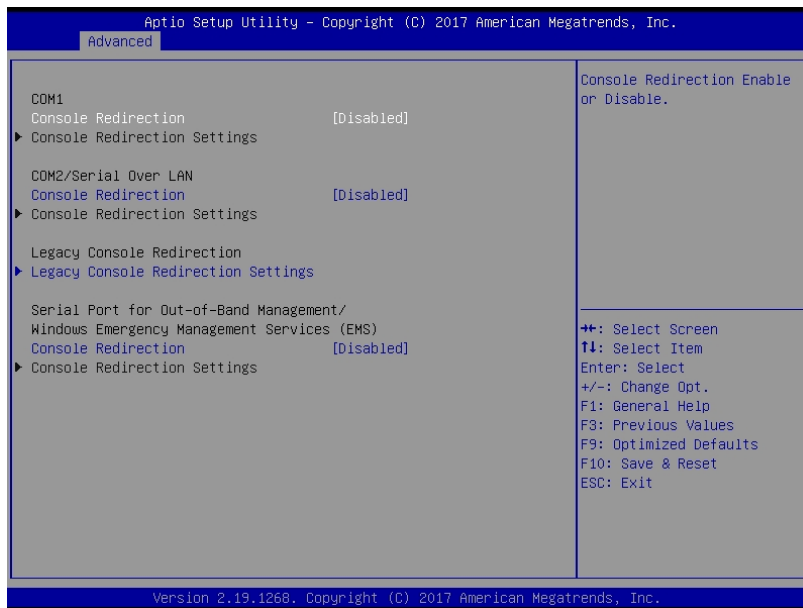 Aptio Setup Utility – Copyright (C) 2017 American Megatrends, Inc.
Advanced
COM1
Console Redirection [Disabled]
▶ Console Redirection Settings
COM2/Serial Over LAN
Console Redirection [Disabled]
▶ Console Redirection Settings
Legacy Console Redirection
▶ Legacy Console Redirection Settings
Serial Port for Out-of-Band Management/
Windows Emergency Management Services (EMS)
Console Redirection [Disabled]
▶ Console Redirection Settings
Console Redirection Enable
or Disable.
→←: Select Screen
↑↓: Select Item
Enter: Select
+/-: Change Opt.
F1: General Help
F3: Previous Values
F9: Optimized Defaults
F10: Save & Reset
ESC: Exit
Version 2.19.1268. Copyright (C) 2017 American Megatrends, Inc.